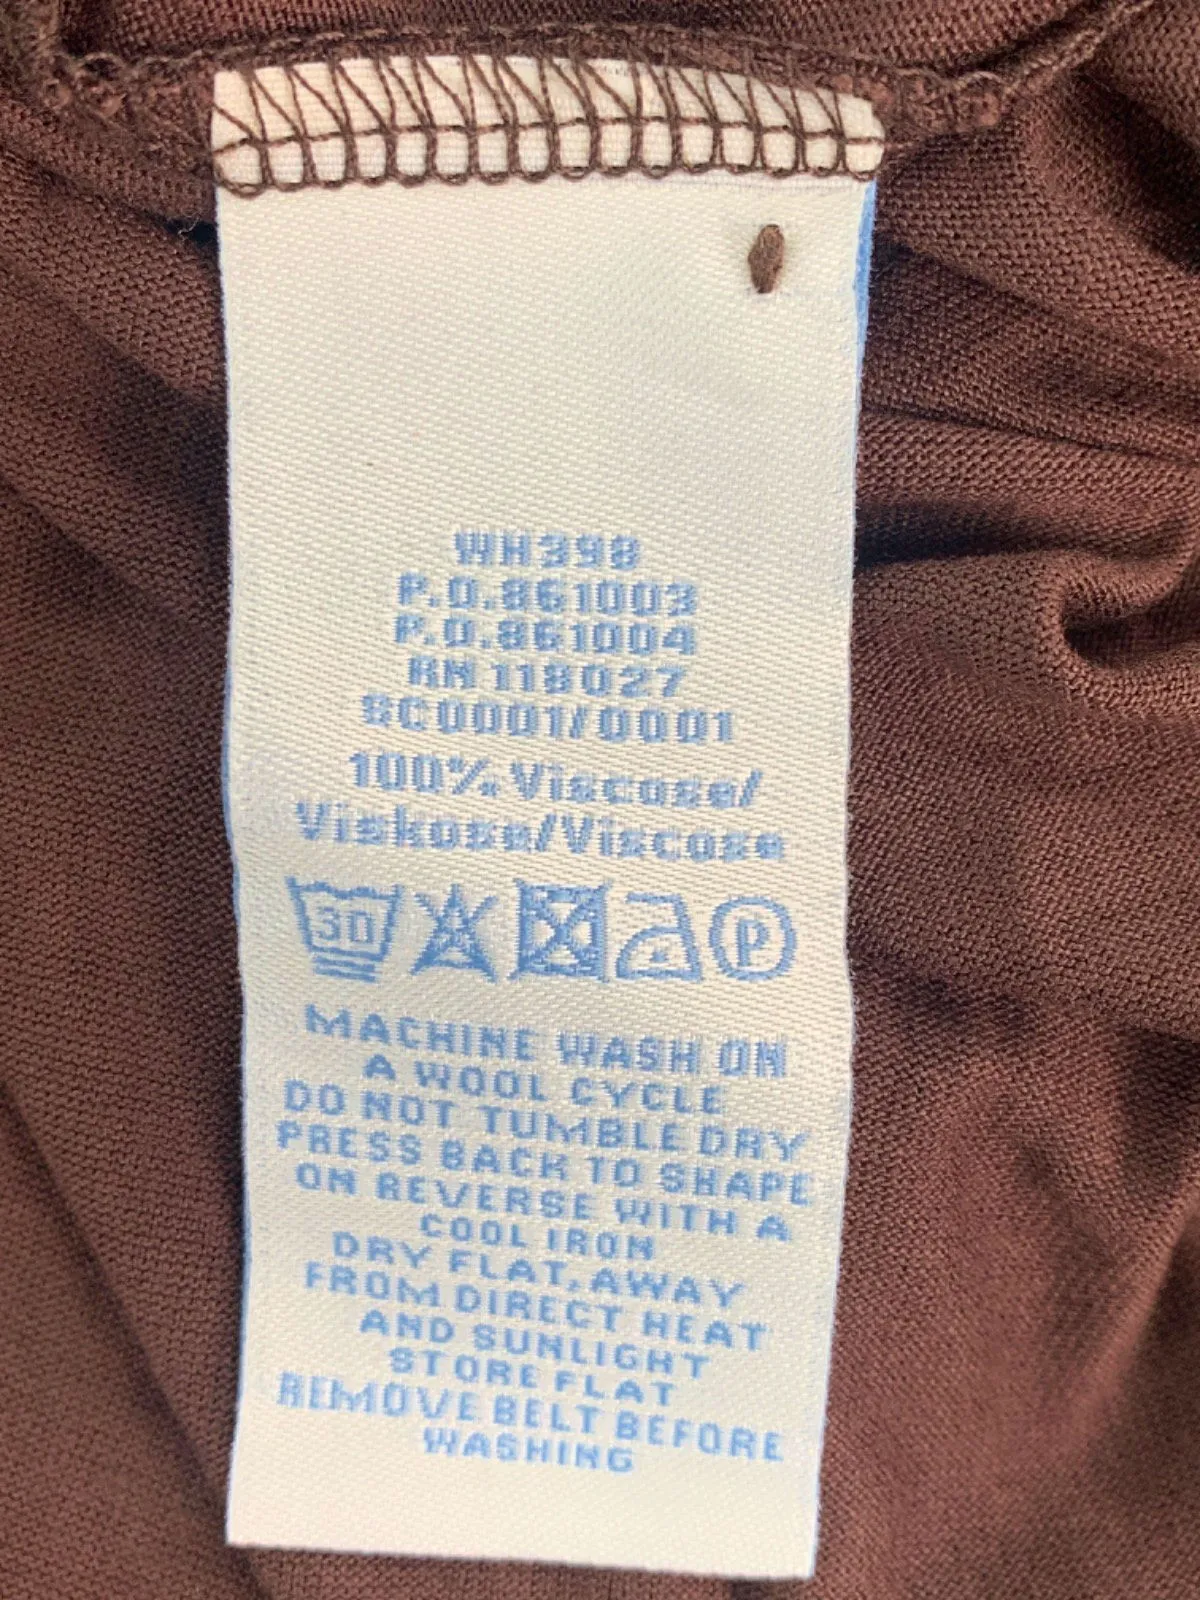 WH398
P.O.861003
P.O.861004
RN 118027
SC0001/0001
100% Viscose/
Viskose/Viscose
30 P
MACHINE WASH ON
A WOOL CYCLE
DO NOT TUMBLE DRY
PRESS BACK TO SHAPE
ON REVERSE WITH A
COOL IRON
DRY FLAT, AWAY
FROM DIRECT HEAT
AND SUNLIGHT
STORE FLAT
REMOVE BELT BEFORE
WASHING